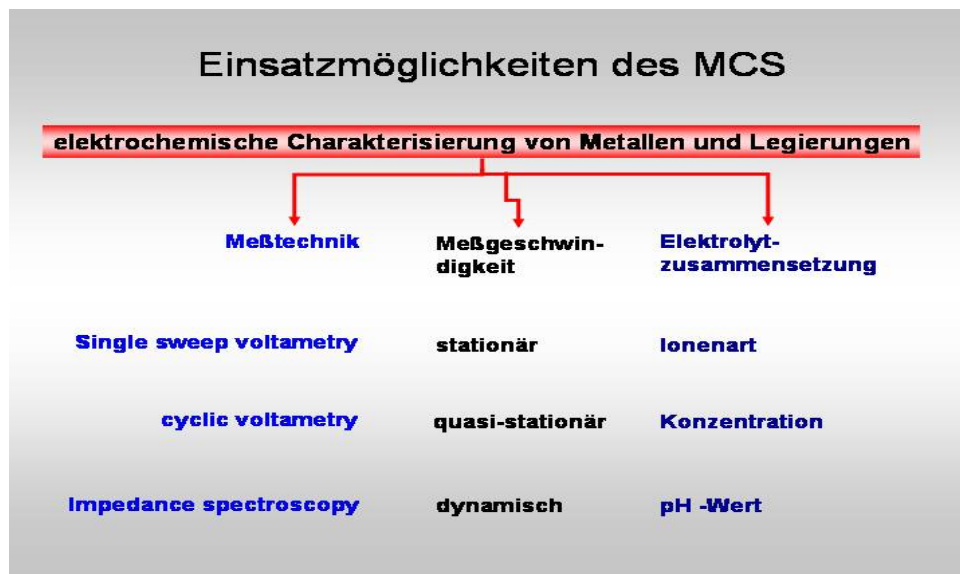 Einsatzmöglichkeiten des MCS
elektrochemische Charakterisierung von Metallen und Legierungen
Meßtechnik
Meßgeschwin-
digkeit
Elektrolyt-
zusammensetzung
Single sweep voltametry
stationär
Ionenart
cyclic voltametry
quasi-stationär
Konzentration
Impedance spectroscopy
dynamisch
pH -Wert